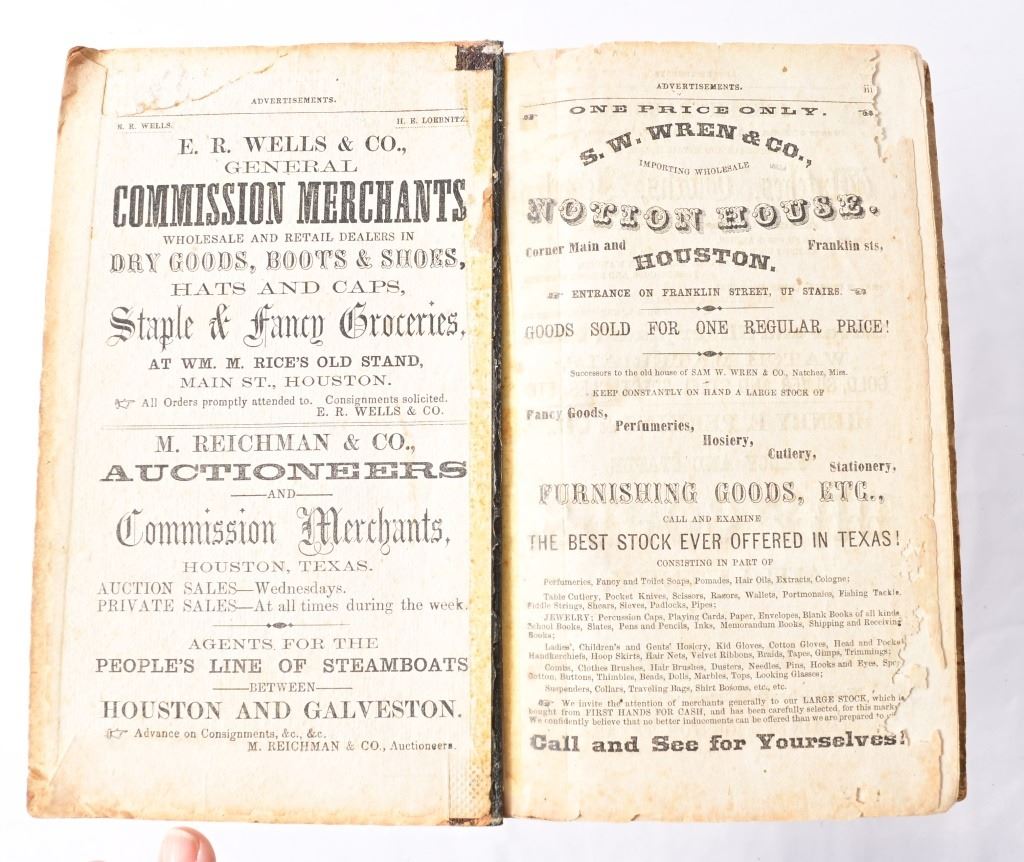 ADVERTISEMENTS.
E. R. WELLS. H. E. LOEBNITZ.
E. R. WELLS & CO.,
GENERAL
COMMISSION MERCHANTS
WHOLESALE AND RETAIL DEALERS IN
DRY GOODS, BOOTS & SHOES,
HATS AND CAPS,
Staple & Fancy Groceries,
AT WM. M. RICE'S OLD STAND,
MAIN ST., HOUSTON.
☞ All Orders promptly attended to. Consignments solicited.
E. R. WELLS & CO.
M. REICHMAN & CO.,
AUCTIONEERS
—AND—
Commission Merchants,
HOUSTON, TEXAS.
AUCTION SALES—Wednesdays.
PRIVATE SALES—At all times during the week.
AGENTS FOR THE
PEOPLE'S LINE OF STEAMBOATS
—BETWEEN—
HOUSTON AND GALVESTON.
☞ Advance on Consignments, &c., &c.
M. REICHMAN & CO., Auctioneers.
ADVERTISEMENTS. iii
☞ ONE PRICE ONLY. ☜
S. W. WREN & CO.,
IMPORTING WHOLESALE
NOTION HOUSE.
Corner Main and Franklin sts,
HOUSTON.
☞ ENTRANCE ON FRANKLIN STREET, UP STAIRS. ☜
GOODS SOLD FOR ONE REGULAR PRICE!
Successors to the old house of SAM W. WREN & CO., Natchez, Miss.
KEEP CONSTANTLY ON HAND A LARGE STOCK OF
Fancy Goods,
Perfumeries,
Hosiery,
Cutlery,
Stationery,
FURNISHING GOODS, ETC.,
CALL AND EXAMINE
THE BEST STOCK EVER OFFERED IN TEXAS!
CONSISTING IN PART OF
Perfumeries, Fancy and Toilet Soaps, Pomades, Hair Oils, Extracts, Cologne;
Table Cutlery, Pocket Knives, Scissors, Razors, Wallets, Portmonaies, Fishing Tackle,
Fiddle Strings, Shears, Sieves, Padlocks, Pipes;
JEWELRY; Percussion Caps, Playing Cards, Paper, Envelopes, Blank Books of all kinds,
School Books, Slates, Pens and Pencils, Inks, Memorandum Books, Shipping and Receiving
Books;
Ladies', Children's and Gents' Hosiery, Kid Gloves, Cotton Gloves, Head and Pocket
Handkerchiefs, Hoop Skirts, Hair Nets, Velvet Ribbons, Braids, Tapes, Gimps, Trimmings;
Combs, Clothes Brushes, Hair Brushes, Dusters, Needles, Pins, Hooks and Eyes,
Cotton, Buttons, Thimbles, Beads, Dolls, Marbles, Tops, Looking Glasses;
Suspenders, Collars, Traveling Bags, Shirt Bosoms, etc., etc.
☞ We invite the attention of merchants generally to our LARGE STOCK, which is
bought from FIRST HANDS FOR CASH, and has been carefully selected, for this market
We confidently believe that no better inducements can be offered than we are prepared to
Call and See for Yourselves!